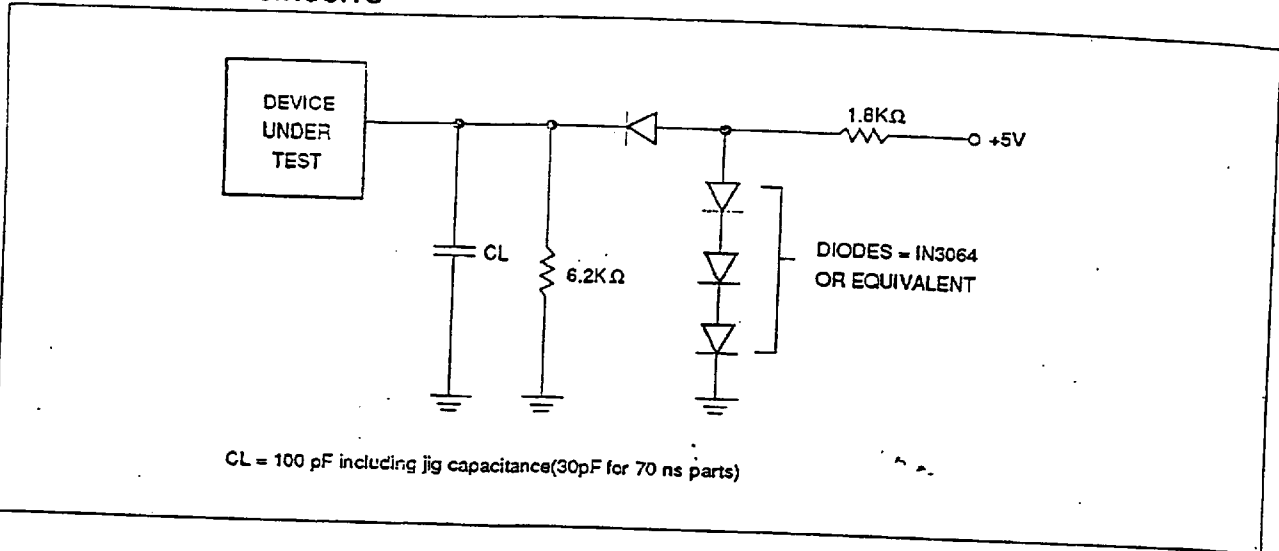 DEVICE
UNDER
TEST
1.8KΩ
+5V
CL
6.2KΩ
DIODES = IN3064
OR EQUIVALENT
CL = 100 pF including jig capacitance(30pF for 70 ns parts)